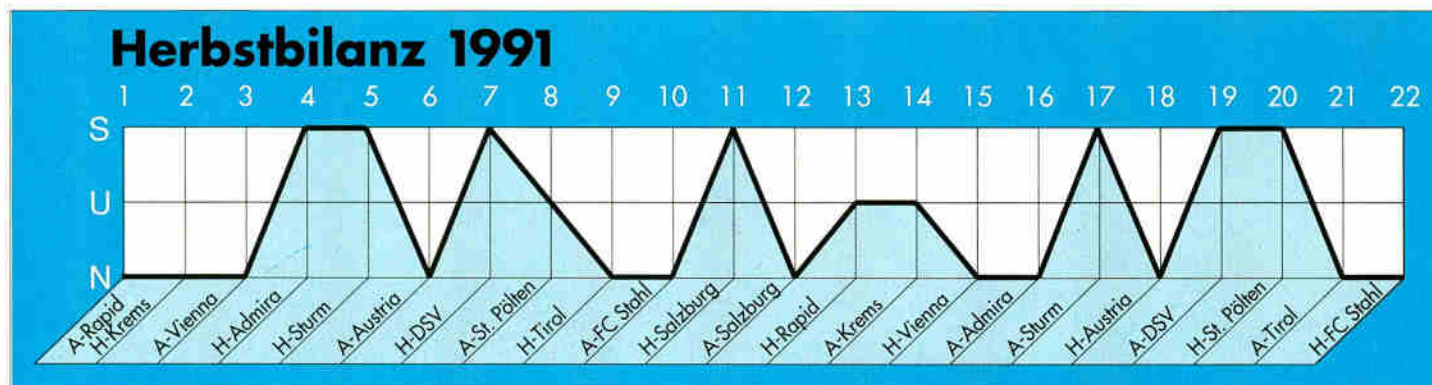 Herbstbilanz 1991
1 2 3 4 5 6 7 8 9 10 11 12 13 14 15 16 17 18 19 20 21 22
S
U
N
A-Rapid
H-Krems
A-Vienna
H-Admira
H-Sturm
A-Austria
H-DSV
A-St. Pölten
H-Tirol
A-FC Stahl
H-Salzburg
A-Salzburg
H-Rapid
A-Krems
H-Vienna
A-Admira
A-Sturm
H-Austria
A-DSV
H-St. Pölten
A-Tirol
H-FC Stahl